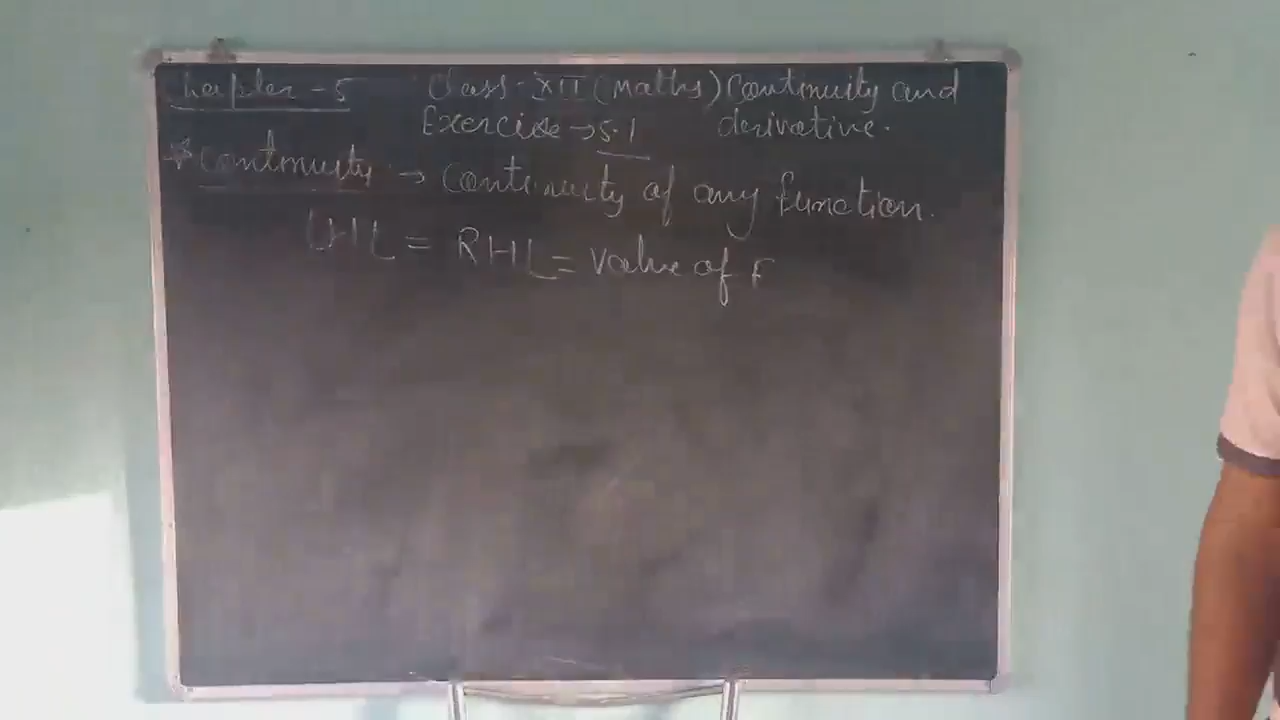 Chapter - 5 Class - XII (Maths) Continuity and
Exercise → 5.1 derivative.
* Continuity → Continuity of any function.
LHL = RHL = value of F